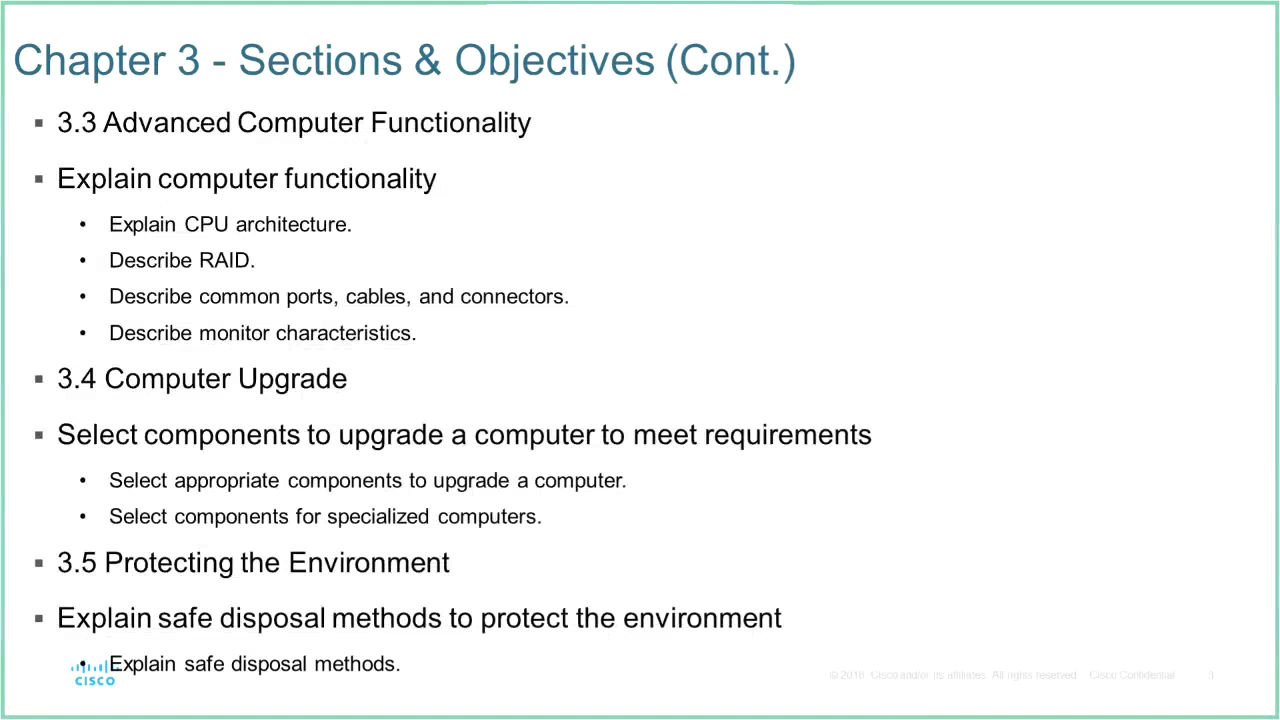 Chapter 3 - Sections & Objectives (Cont.)
▪ 3.3 Advanced Computer Functionality
▪ Explain computer functionality
• Explain CPU architecture.
• Describe RAID.
• Describe common ports, cables, and connectors.
• Describe monitor characteristics.
▪ 3.4 Computer Upgrade
▪ Select components to upgrade a computer to meet requirements
• Select appropriate components to upgrade a computer.
• Select components for specialized computers.
▪ 3.5 Protecting the Environment
▪ Explain safe disposal methods to protect the environment
• Explain safe disposal methods.
CISCO
© 2016 Cisco and/or its affiliates. All rights reserved. Cisco Confidential 3